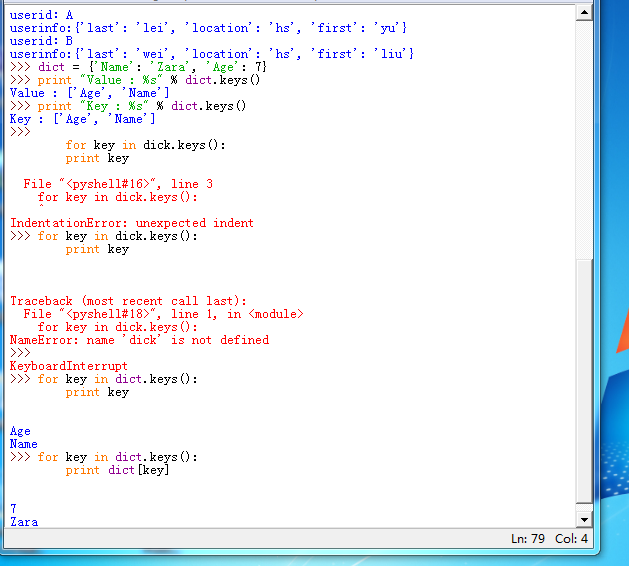 userid: A
userinfo:{'last': 'lei', 'location': 'hs', 'first': 'yu'}
userid: B
userinfo:{'last': 'wei', 'location': 'hs', 'first': 'liu'}
>>> dict = {'Name': 'Zara', 'Age': 7}
>>> print "Value : %s" % dict.keys()
Value : ['Age', 'Name']
>>> print "Key : %s" % dict.keys()
Key : ['Age', 'Name']
>>>
for key in dick.keys():
print key
File "<pyshell#16>", line 3
for key in dick.keys():
^
IndentationError: unexpected indent
>>> for key in dick.keys():
print key
Traceback (most recent call last):
File "<pyshell#18>", line 1, in <module>
for key in dick.keys():
NameError: name 'dick' is not defined
>>>
KeyboardInterrupt
>>> for key in dict.keys():
print key
Age
Name
>>> for key in dict.keys():
print dict[key]
7
Zara
Ln: 79 Col: 4